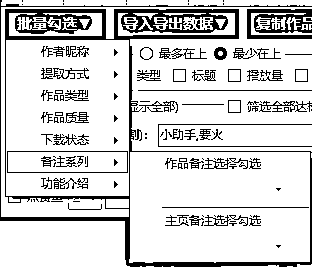 批量勾选▼ 导入导出数据▼ 复制作品
作者昵称
提取方式
作品类型
作品质量
下载状态
备注系列
功能介绍
最多在上 最少在上
类型 标题 播放量
显示全部) 筛选全部达标
别: 小助手,要火
作品备注选择勾选
主页备注选择勾选